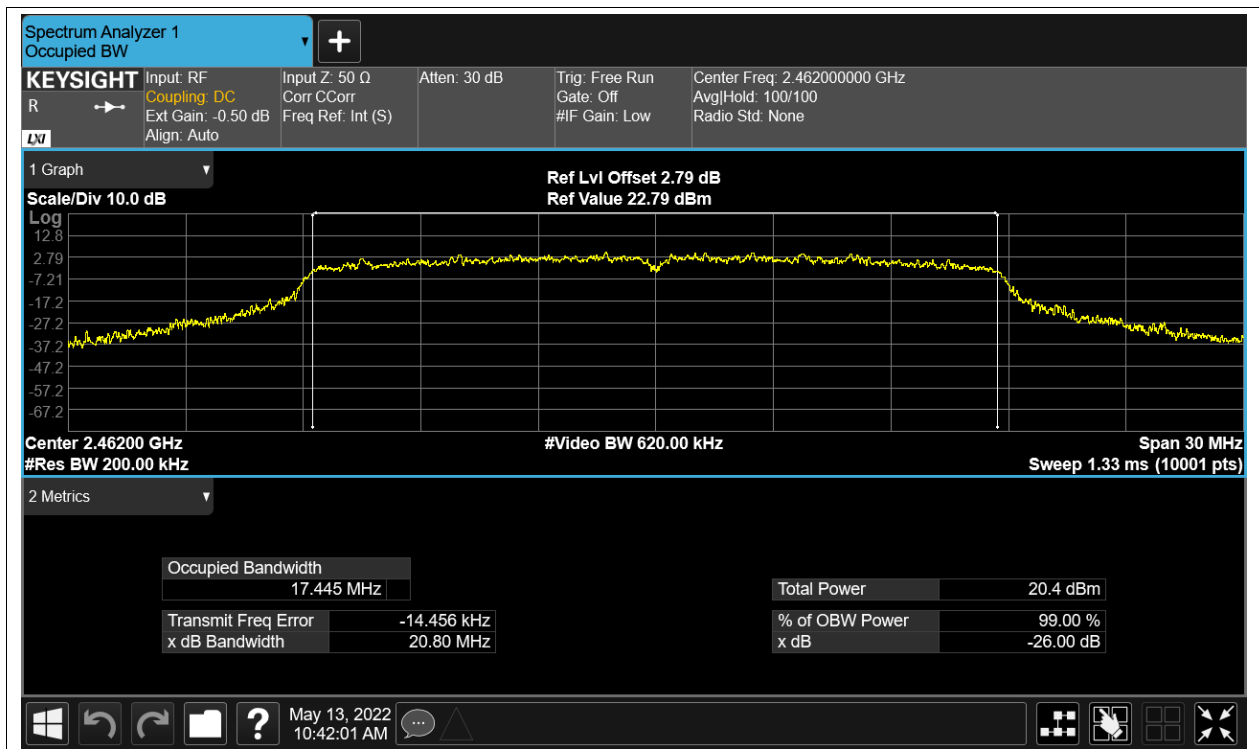 Spectrum Analyzer 1
Occupied BW
KEYSIGHT
R
LXI
Input: RF
Coupling: DC
Ext Gain: -0.50 dB
Align: Auto
Input Z: 50 Ω
Corr CCorr
Freq Ref: Int (S)
Atten: 30 dB
Trig: Free Run
Gate: Off
#IF Gain: Low
Center Freq: 2.462000000 GHz
Avg|Hold: 100/100
Radio Std: None
1 Graph
Scale/Div 10.0 dB
Ref Lvl Offset 2.79 dB
Ref Value 22.79 dBm
Log
12.8
2.79
-7.21
-17.2
-27.2
-37.2
-47.2
-57.2
-67.2
Center 2.46200 GHz
#Res BW 200.00 kHz
#Video BW 620.00 kHz
Span 30 MHz
Sweep 1.33 ms (10001 pts)
2 Metrics
Occupied Bandwidth
17.445 MHz
Transmit Freq Error -14.456 kHz
x dB Bandwidth 20.80 MHz
Total Power 20.4 dBm
% of OBW Power 99.00 %
x dB -26.00 dB
?
May 13, 2022
10:42:01 AM